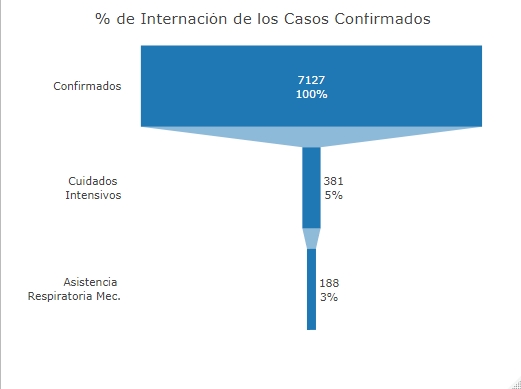 % de Internación de los Casos Confirmados
Confirmados
7127
100%
Cuidados
Intensivos
381
5%
Asistencia
Respiratoria Mec.
188
3%